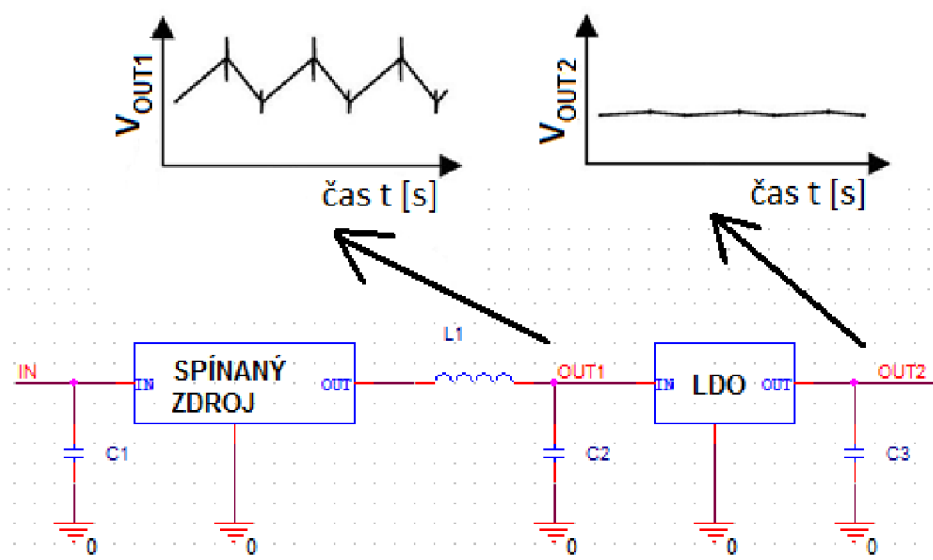 VOUT1
čas t [s]
VOUT2
čas t [s]
L1
IN
IN
SPÍNANÝ
ZDROJ
OUT
OUT1
IN
LDO
OUT
OUT2
C1
C2
C3
0
0
0
0
0